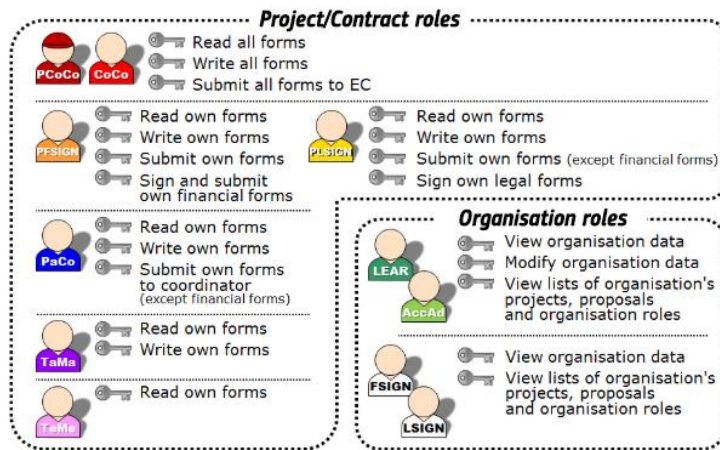 Project/Contract roles
PCoCo
CoCo
Read all forms
Write all forms
Submit all forms to EC
PFSIGN
Read own forms
Write own forms
Submit own forms
Sign and submit
own financial forms
PLSIGN
Read own forms
Write own forms
Submit own forms (except financial forms)
Sign own legal forms
PaCo
Read own forms
Write own forms
Submit own forms
to coordinator
(except financial forms)
TaMa
Read own forms
Write own forms
TeMe
Read own forms
Organisation roles
LEAR
AccAd
View organisation data
Modify organisation data
View lists of organisation's
projects, proposals
and organisation roles
FSIGN
LSIGN
View organisation data
View lists of organisation's
projects, proposals
and organisation roles